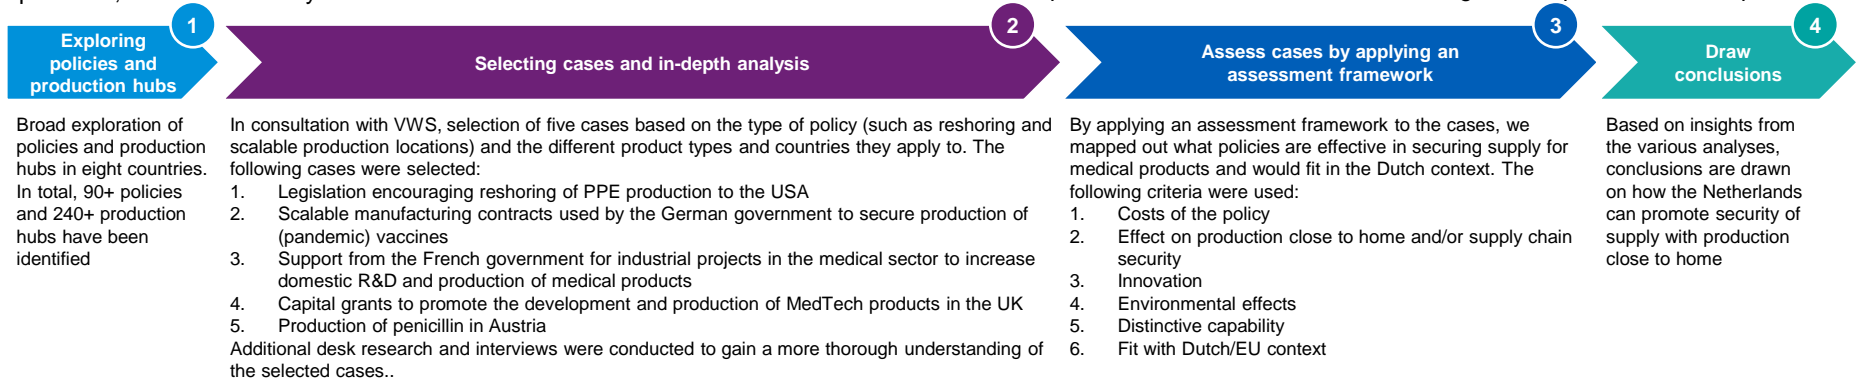 1
Exploring
policies and
production hubs
Broad exploration of
policies and production
hubs in eight countries.
In total, 90+ policies
and 240+ production
hubs have been
identified
2
Selecting cases and in-depth analysis
In consultation with VWS, selection of five cases based on the type of policy (such as reshoring and
scalable production locations) and the different product types and countries they apply to. The
following cases were selected:
1. Legislation encouraging reshoring of PPE production to the USA
2. Scalable manufacturing contracts used by the German government to secure production of
(pandemic) vaccines
3. Support from the French government for industrial projects in the medical sector to increase
domestic R&D and production of medical products
4. Capital grants to promote the development and production of MedTech products in the UK
5. Production of penicillin in Austria
Additional desk research and interviews were conducted to gain a more thorough understanding of
the selected cases..
3
Assess cases by applying an
assessment framework
By applying an assessment framework to the cases, we
mapped out what policies are effective in securing supply for
medical products and would fit in the Dutch context. The
following criteria were used:
1. Costs of the policy
2. Effect on production close to home and/or supply chain
security
3. Innovation
4. Environmental effects
5. Distinctive capability
6. Fit with Dutch/EU context
4
Draw
conclusions
Based on insights from
the various analyses,
conclusions are drawn
on how the Netherlands
can promote security of
supply with production
close to home